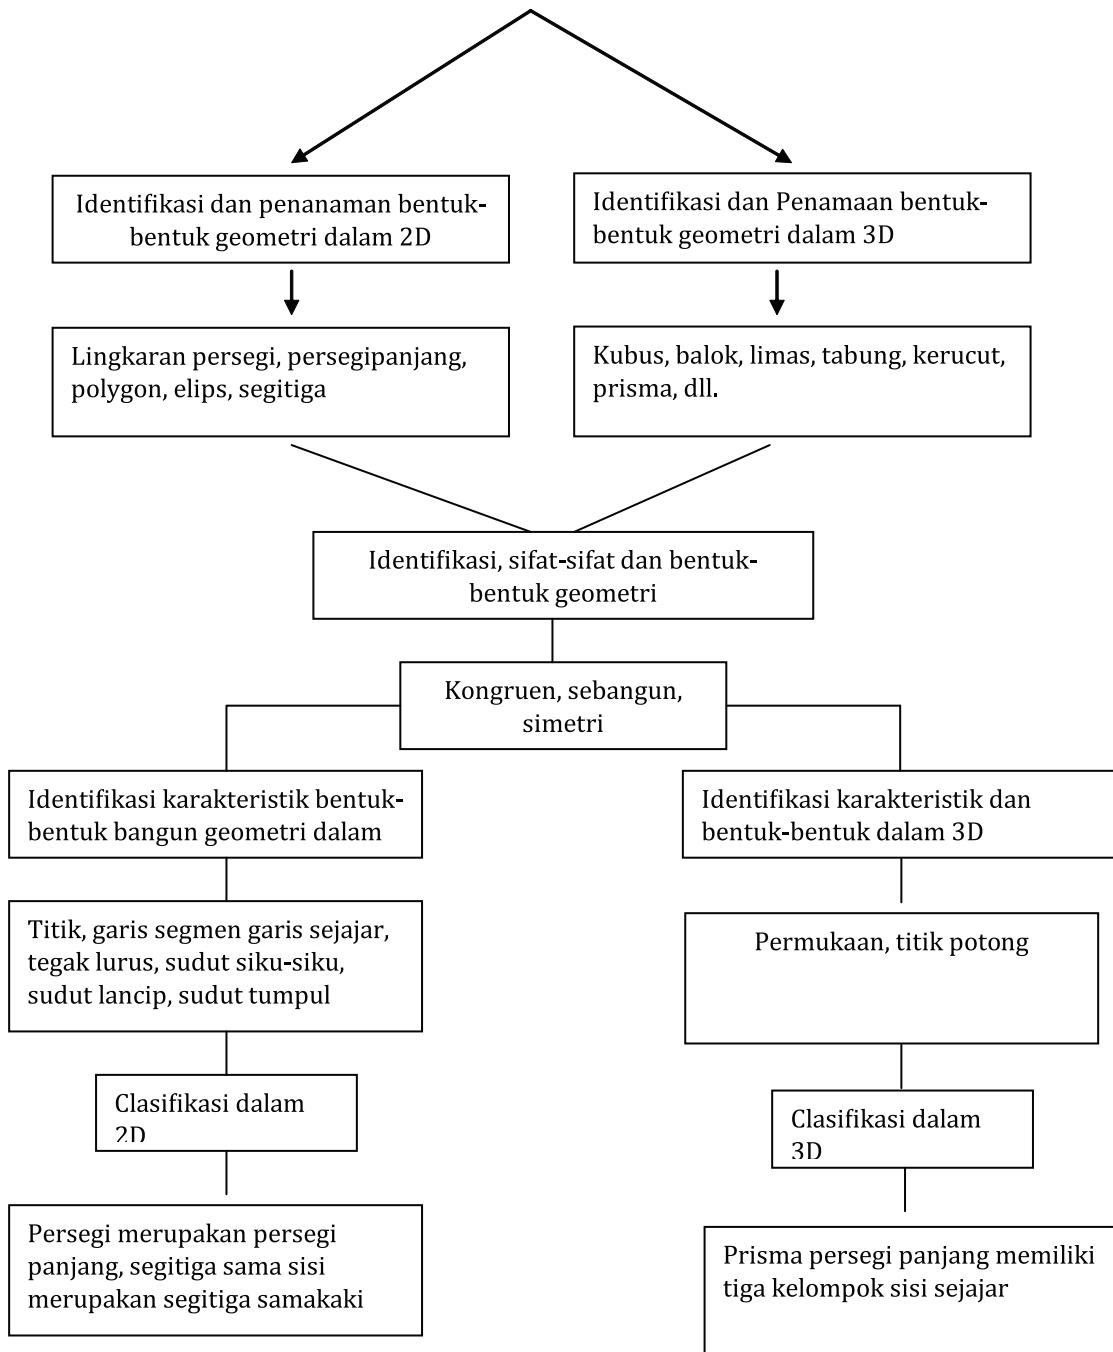 Identifikasi dan penanaman bentuk-
bentuk geometri dalam 2D
Identifikasi dan Penamaan bentuk-
bentuk geometri dalam 3D
Lingkaran persegi, persegipanjang,
polygon, elips, segitiga
Kubus, balok, limas, tabung, kerucut,
prisma, dll.
Identifikasi, sifat-sifat dan bentuk-
bentuk geometri
Kongruen, sebangun,
simetri
Identifikasi karakteristik bentuk-
bentuk bangun geometri dalam
Identifikasi karakteristik dan
bentuk-bentuk dalam 3D
Titik, garis segmen garis sejajar,
tegak lurus, sudut siku-siku,
sudut lancip, sudut tumpul
Permukaan, titik potong
Clasifikasi dalam
2D
Clasifikasi dalam
3D
Persegi merupakan persegi
panjang, segitiga sama sisi
merupakan segitiga samakaki
Prisma persegi panjang memiliki
tiga kelompok sisi sejajar